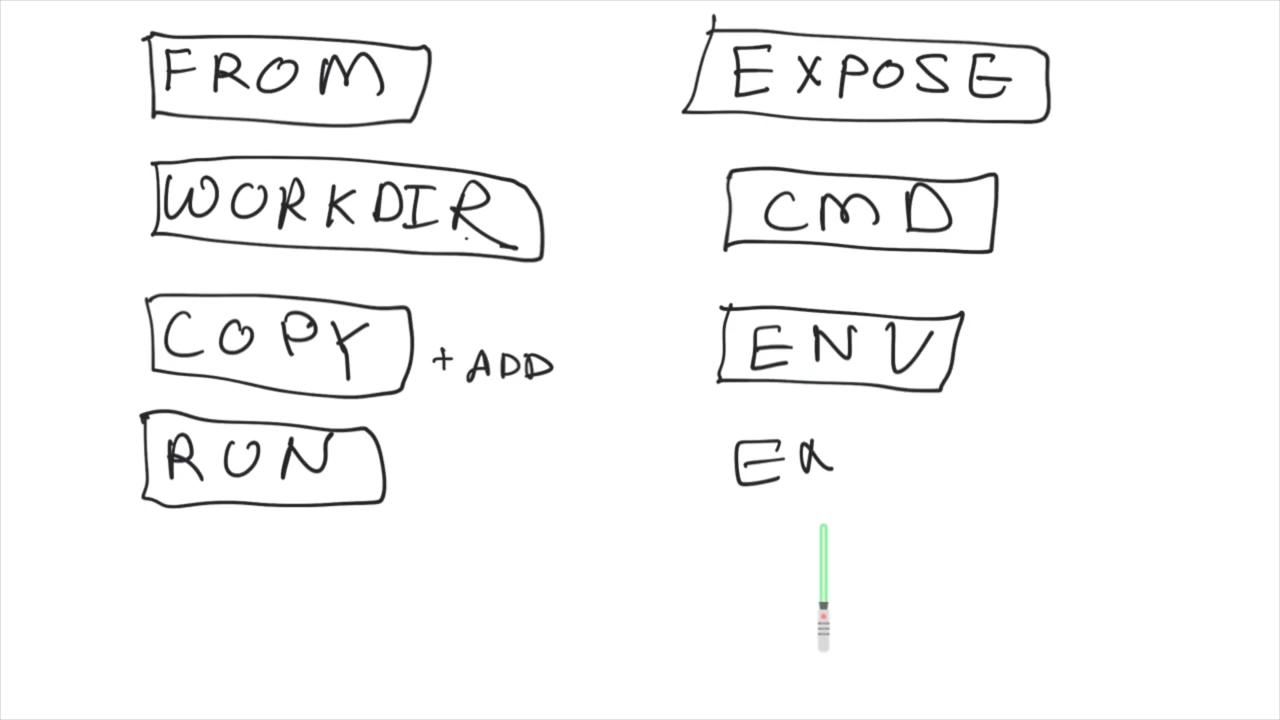 FROM
WORKDIR
COPY + ADD
RUN
EXPOSE
CMD
ENV